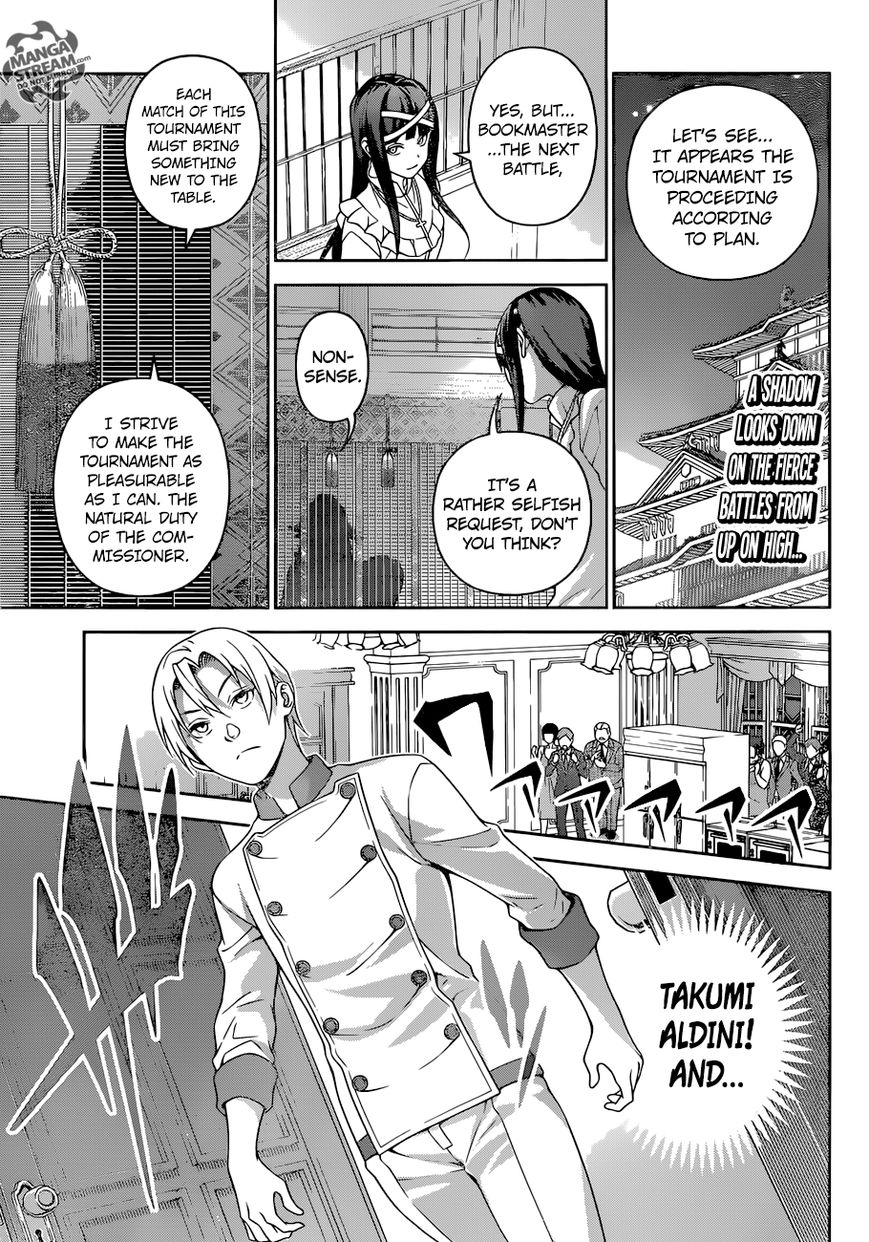 LET'S SEE...
IT APPEARS THE
TOURNAMENT IS
PROCEEDING
ACCORDING
TO PLAN.
A SHADOW
LOOKS DOWN
ON THE FIERCE
BATTLES FROM
UP ON HIGH...
YES, BUT...
BOOKMASTER
...THE NEXT
BATTLE,
IT'S A
RATHER SELFISH
REQUEST, DON'T
YOU THINK?
NON-
SENSE.
EACH
MATCH OF THIS
TOURNAMENT
MUST BRING
SOMETHING
NEW TO THE
TABLE.
I STRIVE
TO MAKE THE
TOURNAMENT AS
PLEASURABLE
AS I CAN. THE
NATURAL DUTY
OF THE COM-
MISSIONER.
TAKUMI
ALDINI!
AND...
MANGA
STREAM.com
DO NOT MIRROR!